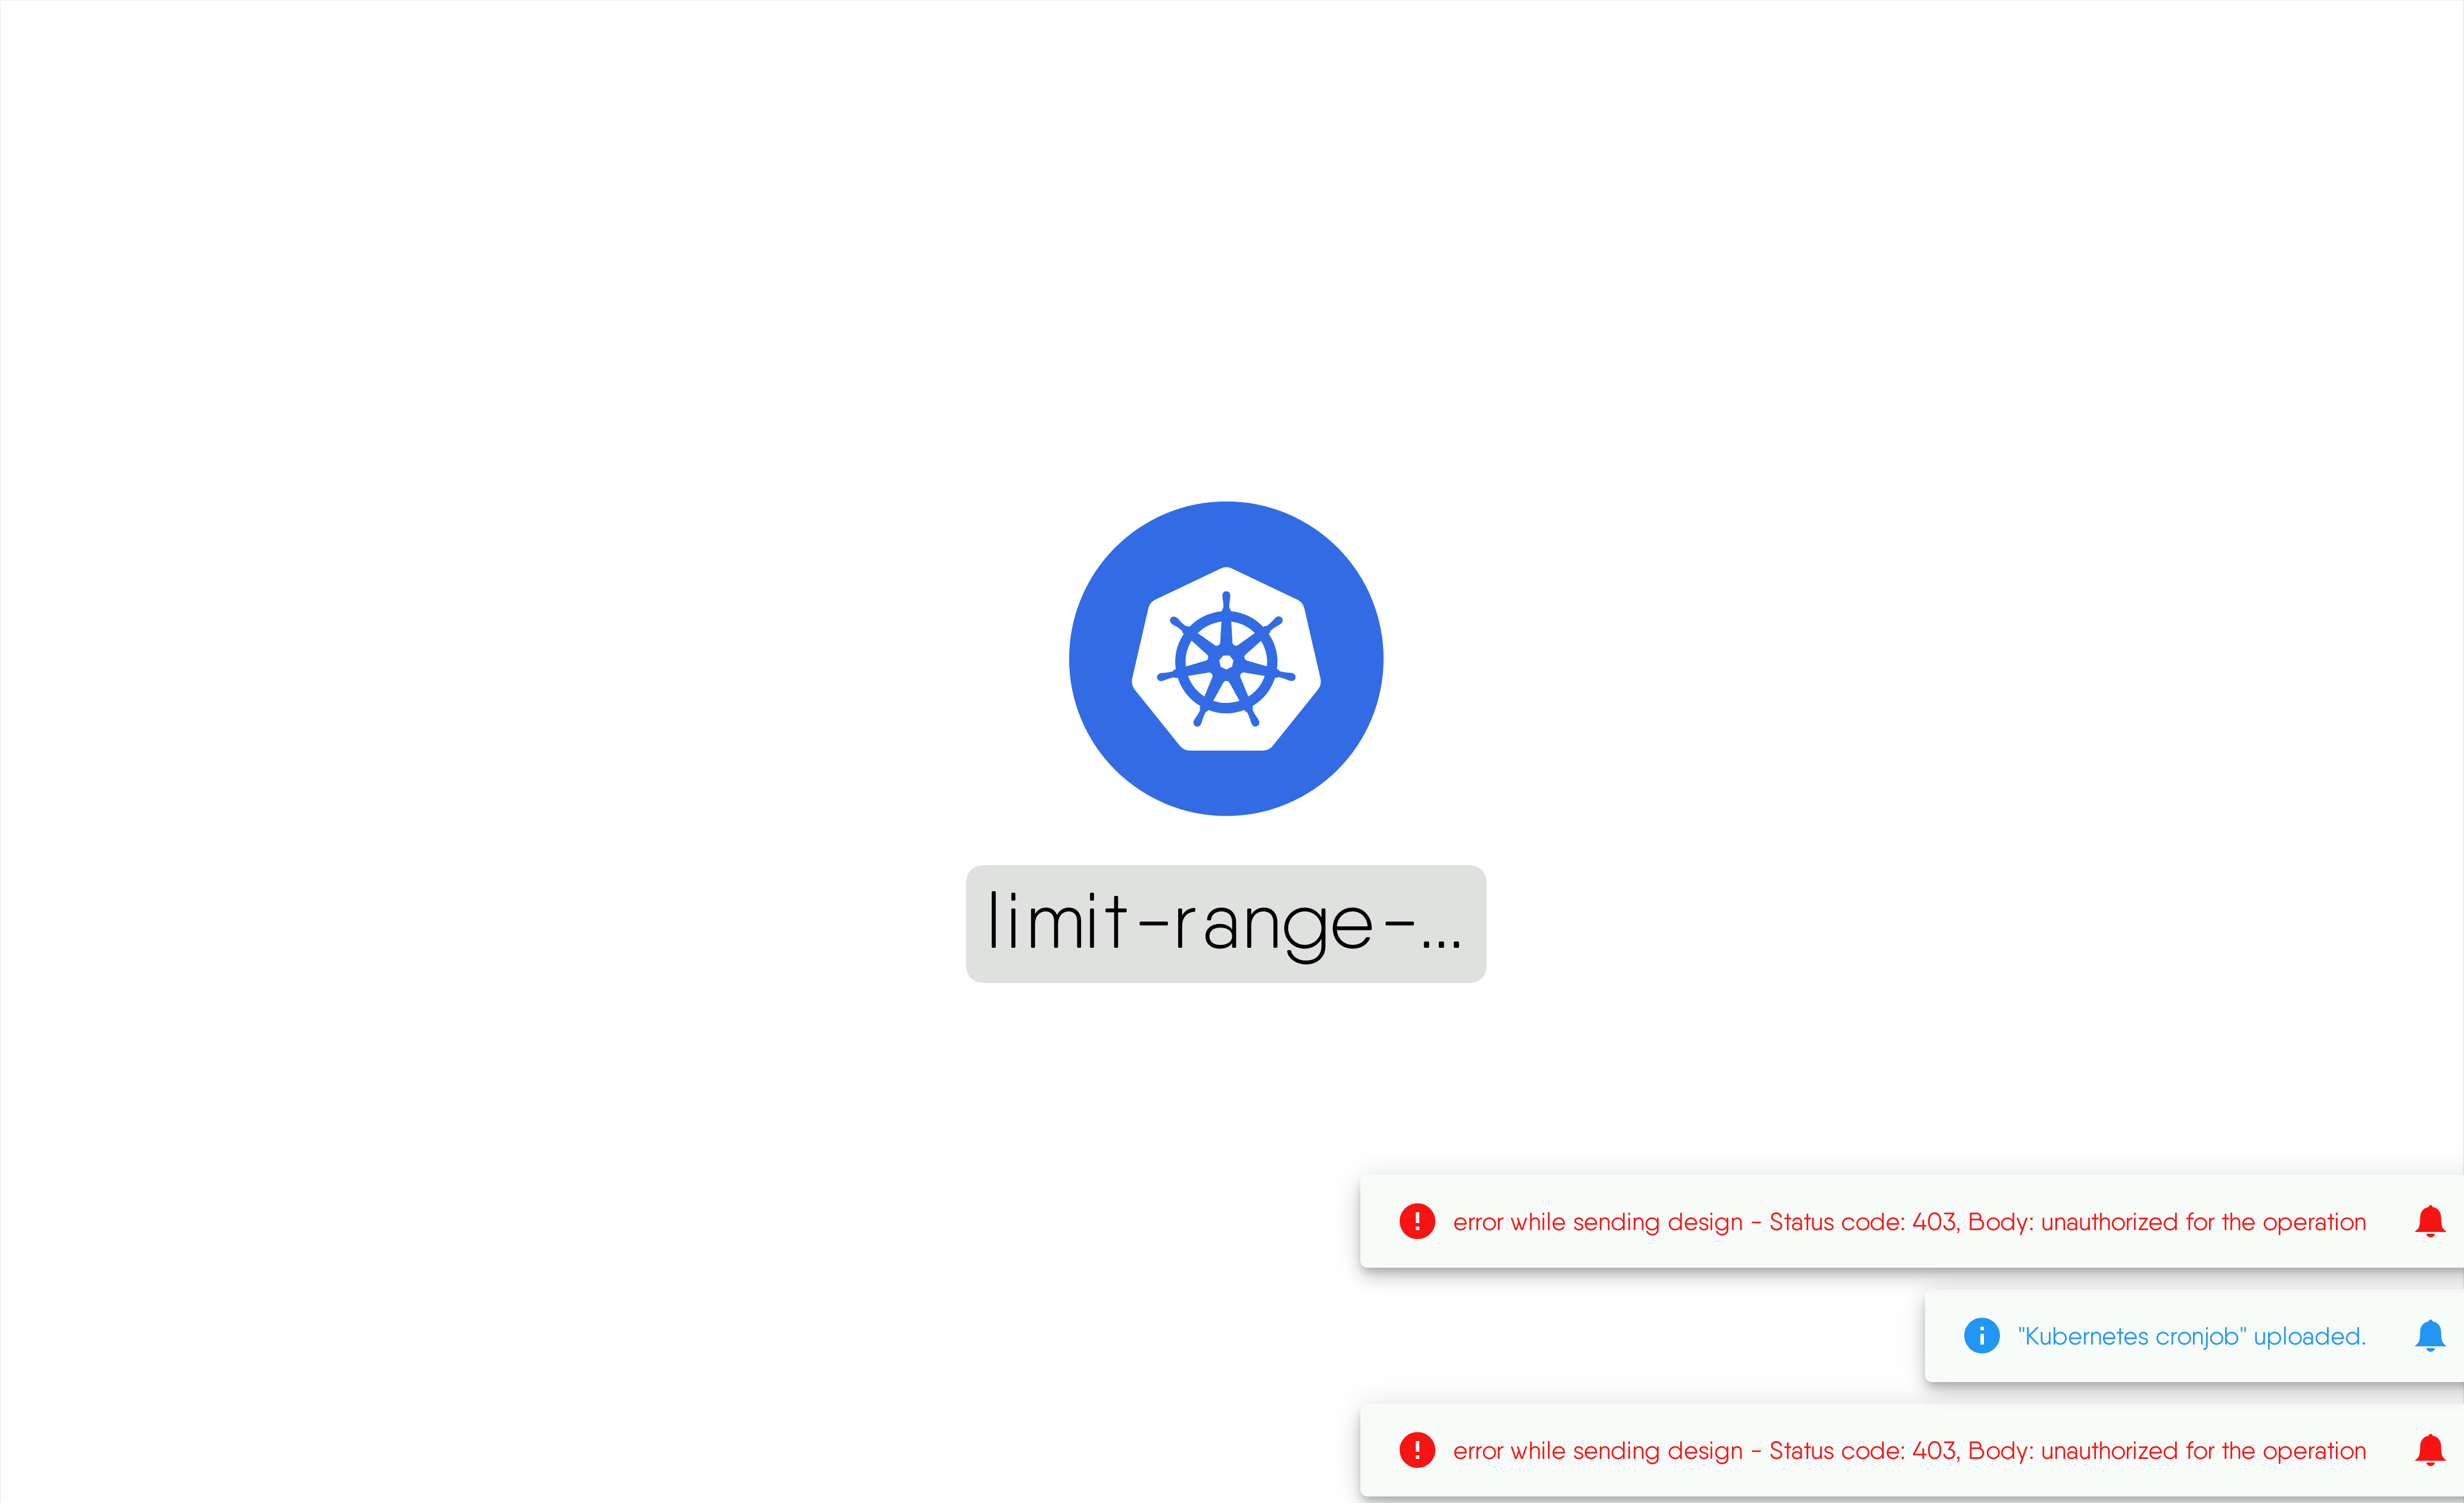 limit-range-...
error while sending design - Status code: 403, Body: unauthorized for the operation
"Kubernetes cronjob" uploaded.
error while sending design - Status code: 403, Body: unauthorized for the operation